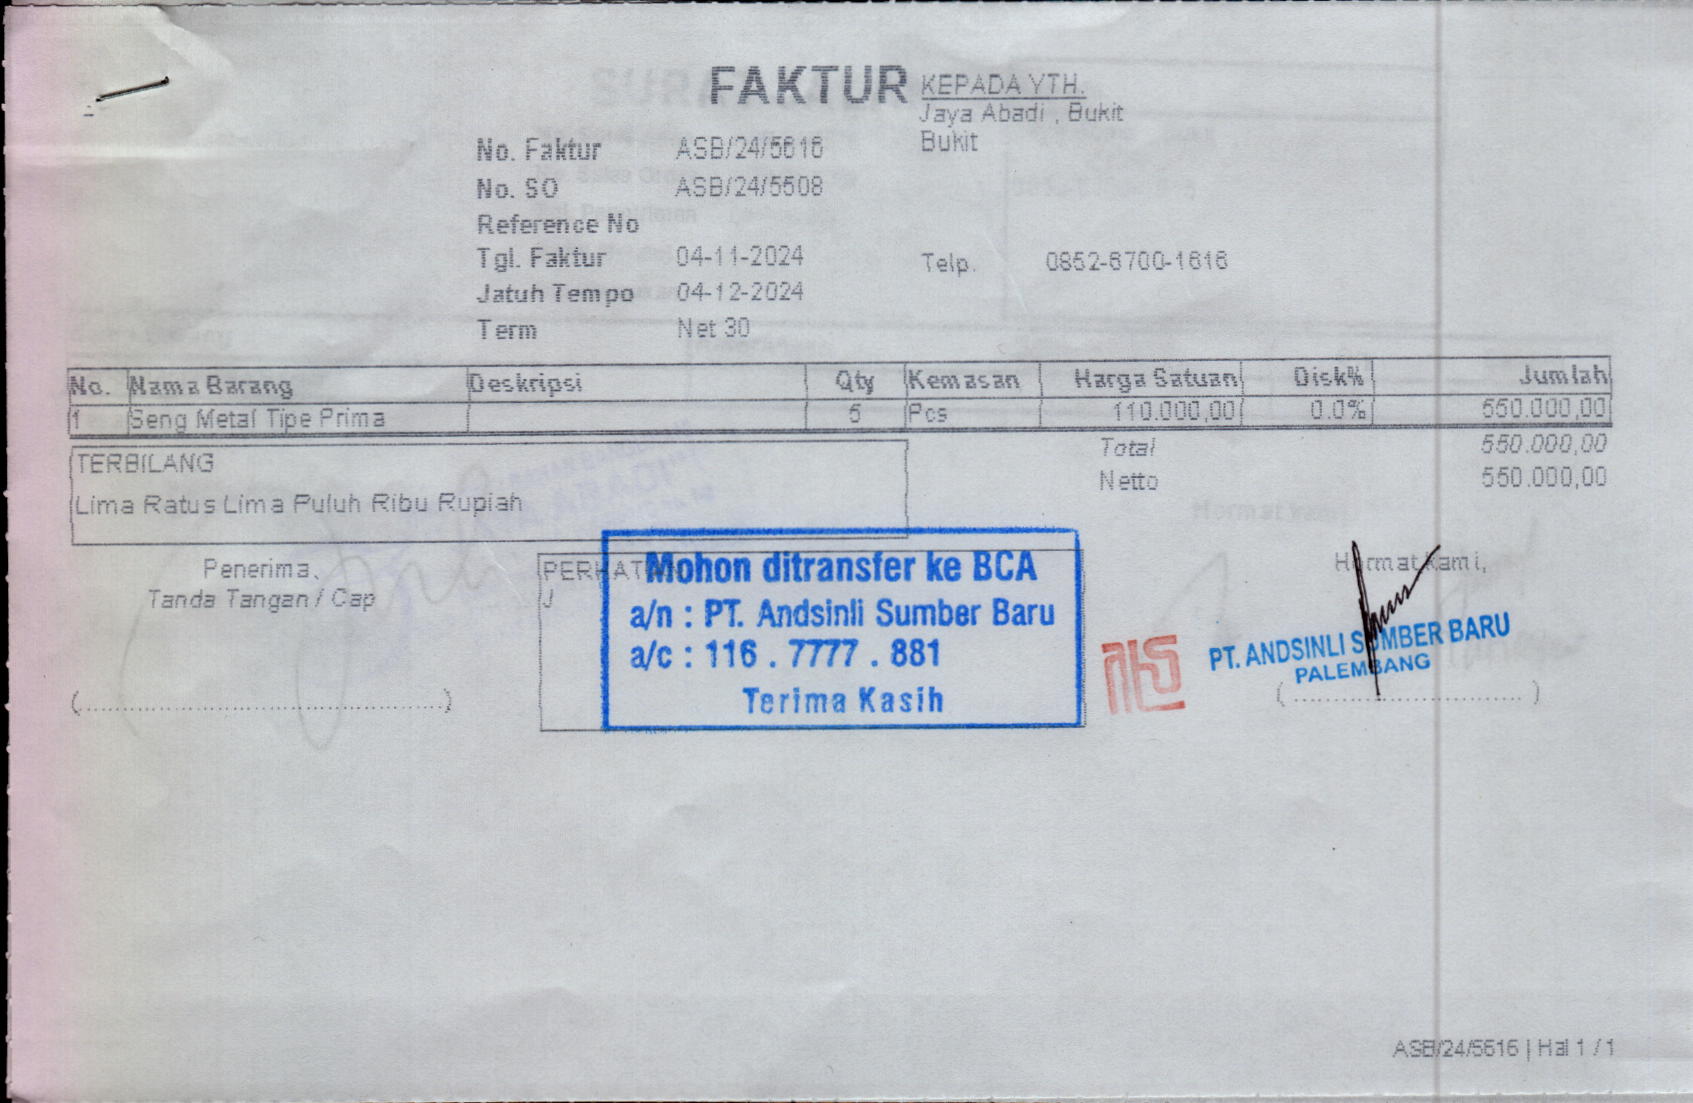 FAKTUR
KEPADA YTH.
Jaya Abadi , Bukit
Bukit
No. Faktur ASB/24/5616
No. SO ASB/24/5508
Reference No
Tgl. Faktur 04-11-2024
Telp. 0852-6700-1616
Jatuh Tempo 04-12-2024
Term Net 30
No. Nama Barang Deskripsi Qty Kemasan Harga Satuan Disk% Jumlah
1 Seng Metal Tipe Prima 5 Pcs 110.000,00 0.0% 550.000,00
Total 550.000,00
Netto 550.000,00
TERBILANG
Lima Ratus Lima Puluh Ribu Rupiah
Penerima,
Tanda Tangan / Cap
(..............................)
J
Mohon ditransfer ke BCA
a/n : PT. Andsinli Sumber Baru
a/c : 116 . 7777 . 881
Terima Kasih
Hormat kami,
PT. ANDSINLI SUMBER BARU
PALEMBANG
(..............................)
ASB/24/5616 | Hal 1 / 1